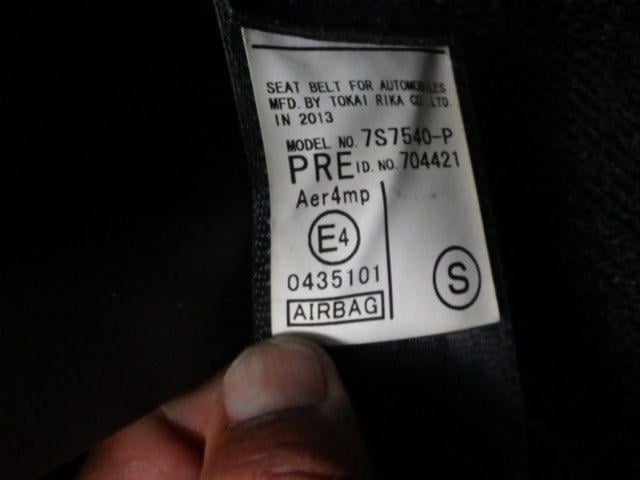 SEAT BELT FOR AUTOMOBILES
MFD. BY TOKAI RIKA CO., LTD.
IN 2013
MODEL NO. 7S7540-P
PRE ID. NO. 704421
Aer4mp
E4
0435101
S
AIRBAG